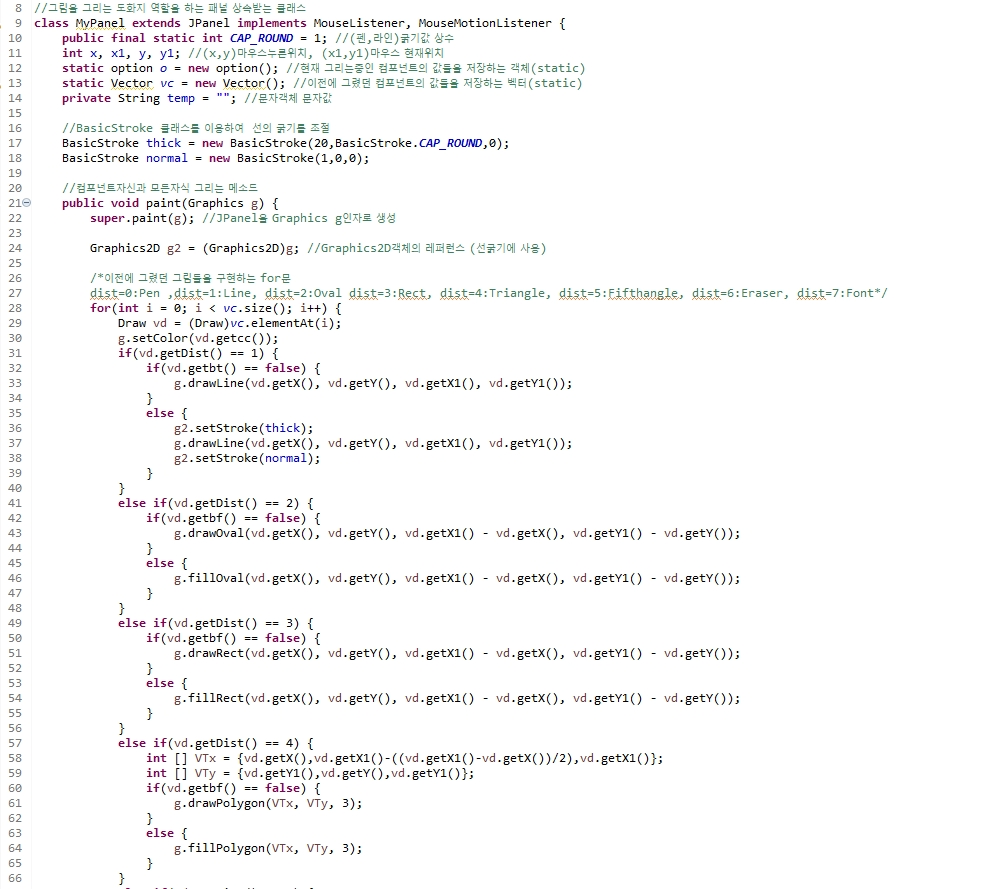 8 //그림을 그리는 도화지 역할을 하는 패널 상속받는 클래스
9 class MyPanel extends JPanel implements MouseListener, MouseMotionListener {
10 public final static int CAP_ROUND = 1; //(펜,라인)굵기값 상수
11 int x, x1, y, y1; //(x,y)마우스누른위치, (x1,y1)마우스 현재위치
12 static option o = new option(); //현재 그리는중인 컴포넌트의 값들을 저장하는 객체(static)
13 static Vector vc = new Vector(); //이전에 그렸던 컴포넌트의 값들을 저장하는 벡터(static)
14 private String temp = ""; //문자객체 문자값
15
16 //BasicStroke 클래스를 이용하여 선의 굵기를 조절
17 BasicStroke thick = new BasicStroke(20,BasicStroke.CAP_ROUND,0);
18 BasicStroke normal = new BasicStroke(1,0,0);
19
20 //컴포넌트자신과 모든자식 그리는 메소드
21 public void paint(Graphics g) {
22 super.paint(g); //JPanel을 Graphics g인자로 생성
23
24 Graphics2D g2 = (Graphics2D)g; //Graphics2D객체의 레퍼런스 (선굵기에 사용)
25
26 /*이전에 그렸던 그림들을 구현하는 for문
27 dist=0:Pen ,dist=1:Line, dist=2:Oval dist=3:Rect, dist=4:Triangle, dist=5:Fifthangle, dist=6:Eraser, dist=7:Font*/
28 for(int i = 0; i < vc.size(); i++) {
29 Draw vd = (Draw)vc.elementAt(i);
30 g.setColor(vd.getcc());
31 if(vd.getDist() == 1) {
32 if(vd.getbt() == false) {
33 g.drawLine(vd.getX(), vd.getY(), vd.getX1(), vd.getY1());
34 }
35 else {
36 g2.setStroke(thick);
37 g.drawLine(vd.getX(), vd.getY(), vd.getX1(), vd.getY1());
38 g2.setStroke(normal);
39 }
40 }
41 else if(vd.getDist() == 2) {
42 if(vd.getbf() == false) {
43 g.drawOval(vd.getX(), vd.getY(), vd.getX1() - vd.getX(), vd.getY1() - vd.getY());
44 }
45 else {
46 g.fillOval(vd.getX(), vd.getY(), vd.getX1() - vd.getX(), vd.getY1() - vd.getY());
47 }
48 }
49 else if(vd.getDist() == 3) {
50 if(vd.getbf() == false) {
51 g.drawRect(vd.getX(), vd.getY(), vd.getX1() - vd.getX(), vd.getY1() - vd.getY());
52 }
53 else {
54 g.fillRect(vd.getX(), vd.getY(), vd.getX1() - vd.getX(), vd.getY1() - vd.getY());
55 }
56 }
57 else if(vd.getDist() == 4) {
58 int [] VTx = {vd.getX(),vd.getX1()-((vd.getX1()-vd.getX())/2),vd.getX1()};
59 int [] VTy = {vd.getY1(),vd.getY(),vd.getY1()};
60 if(vd.getbf() == false) {
61 g.drawPolygon(VTx, VTy, 3);
62 }
63 else {
64 g.fillPolygon(VTx, VTy, 3);
65 }
66 }